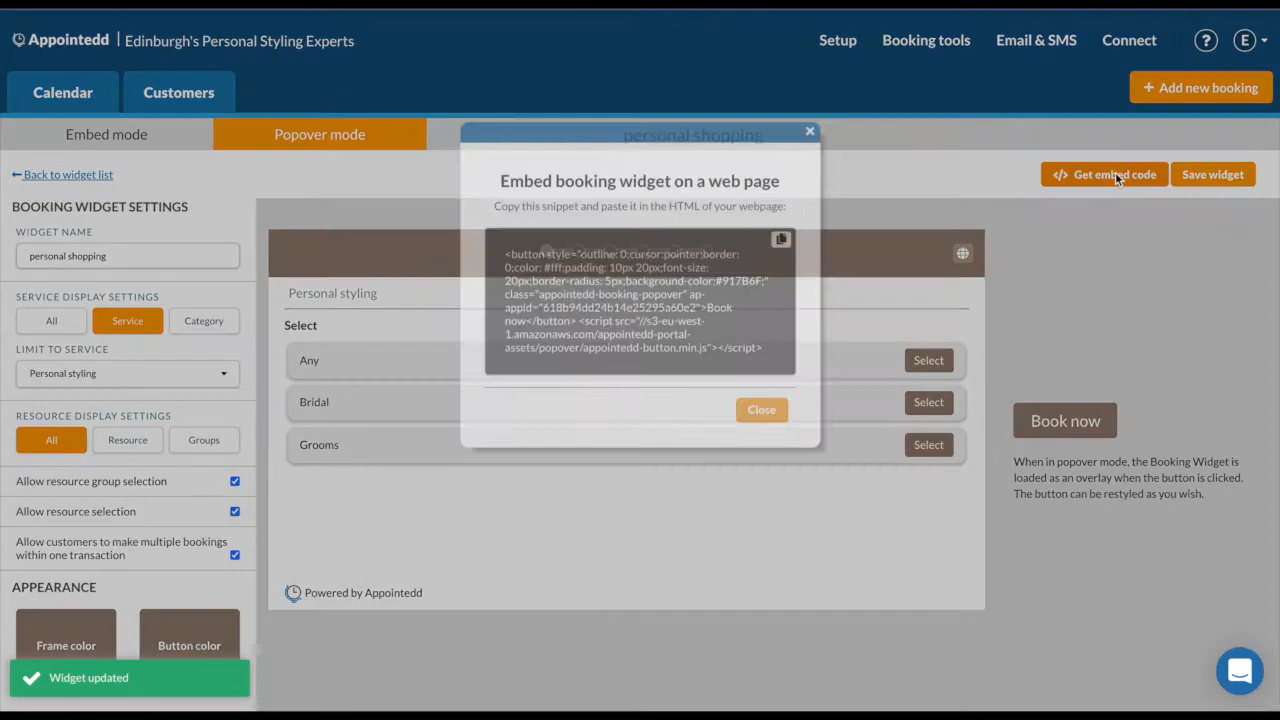 Appointedd | Edinburgh's Personal Styling Experts
Setup
Booking tools
Email & SMS
Connect
?
E
Calendar
Customers
+ Add new booking
Embed mode
Popover mode
personal shopping
×
Back to widget list
</> Get embed code
Save widget
BOOKING WIDGET SETTINGS
WIDGET NAME
personal shopping
SERVICE DISPLAY SETTINGS
All
Service
Category
LIMIT TO SERVICE
Personal styling
RESOURCE DISPLAY SETTINGS
All
Resource
Groups
Allow resource group selection
Allow resource selection
Allow customers to make multiple bookings
within one transaction
APPEARANCE
Frame color
Button color
Widget updated
Embed booking widget on a web page
Copy this snippet and paste it in the HTML of your webpage:
<button style="outline: 0;cursor:pointer;border:
0;color: #fff;padding: 10px 20px;font-size:
20px;border-radius: 5px;background-color:#917B6F;"
class="appointedd-booking-popover" ap-
appid="618b94dd24b14e25295a60e2">Book
now</button> <script src="//s3-eu-west-
1.amazonaws.com/appointedd-portal-
assets/popover/appointedd-button.min.js"></script>
Close
Personal styling
Select
Any
Select
Bridal
Select
Grooms
Select
Powered by Appointedd
Book now
When in popover mode, the Booking Widget is
loaded as an overlay when the button is clicked.
The button can be restyled as you wish.